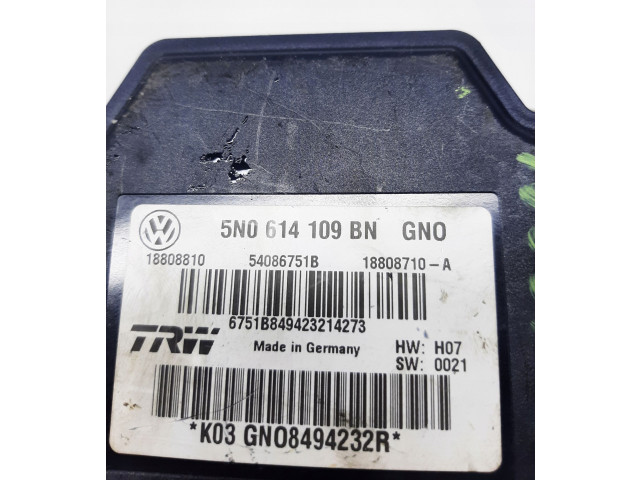 5N0 614 109 BN GNO
18808810 54086751B 18808710-A
6751B849423214273
TRW Made in Germany HW: H07
SW: 0021
*K03 GNO8494232R*